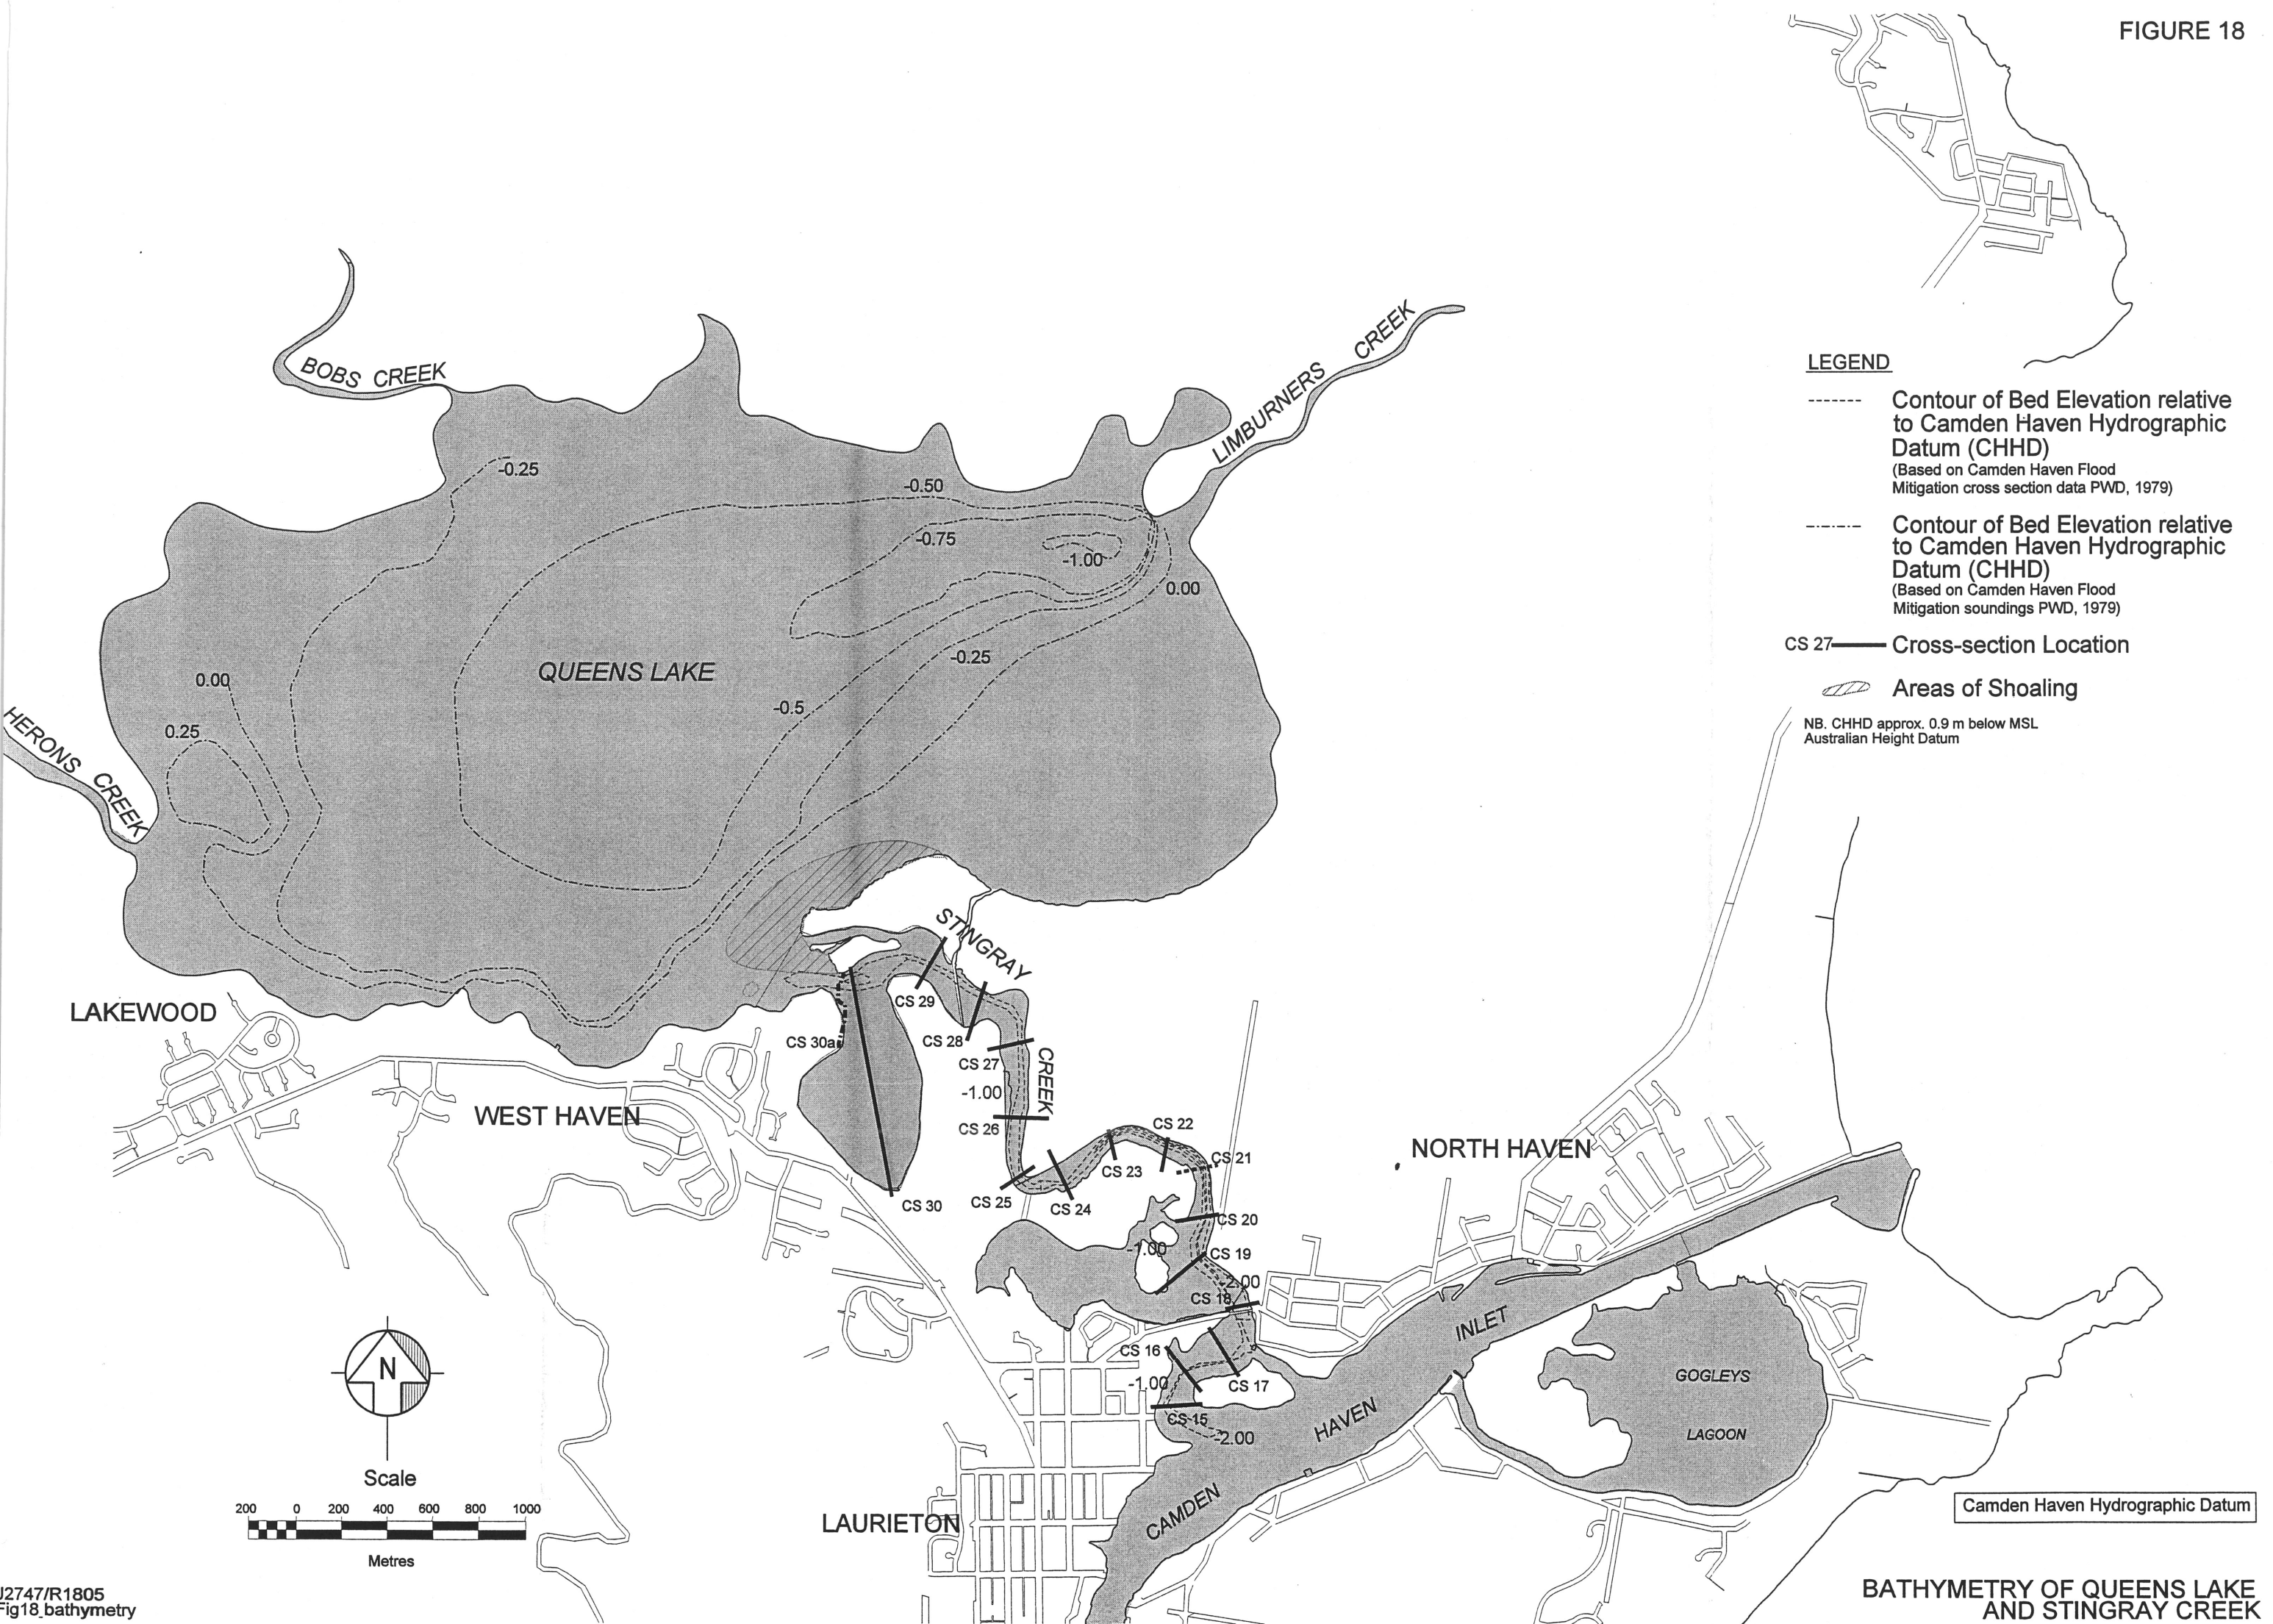 FIGURE 18
LEGEND
Contour of Bed Elevation relative
to Camden Haven Hydrographic
Datum (CHHD)
(Based on Camden Haven Flood
Mitigation cross section data PWD, 1979)
Contour of Bed Elevation relative
to Camden Haven Hydrographic
Datum (CHHD)
(Based on Camden Haven Flood
Mitigation soundings PWD, 1979)
CS 27
Cross-section Location
Areas of Shoaling
NB. CHHD approx. 0.9 m below MSL
Australian Height Datum
BOBS CREEK
LIMBURNERS CREEK
-0.25
-0.50
-0.75
-1.00
0.00
-0.25
QUEENS LAKE
0.00
-0.5
0.25
HERONS CREEK
STINGRAY
CREEK
LAKEWOOD
CS 29
CS 30a
CS 28
CS 27
-1.00
WEST HAVEN
CS 26
CS 22
NORTH HAVEN
CS 21
CS 23
CS 25
CS 30
CS 24
CS 20
-1.00
CS 19
-2.00
CS 18
CS 16
CS 17
-1.00
CS 15
-2.00
CAMDEN HAVEN INLET
GOGLEYS
LAGOON
N
Scale
200 0 200 400 600 800 1000
Metres
LAURIETON
Camden Haven Hydrographic Datum
J2747/R1805
Fig18_bathymetry
BATHYMETRY OF QUEENS LAKE
AND STINGRAY CREEK